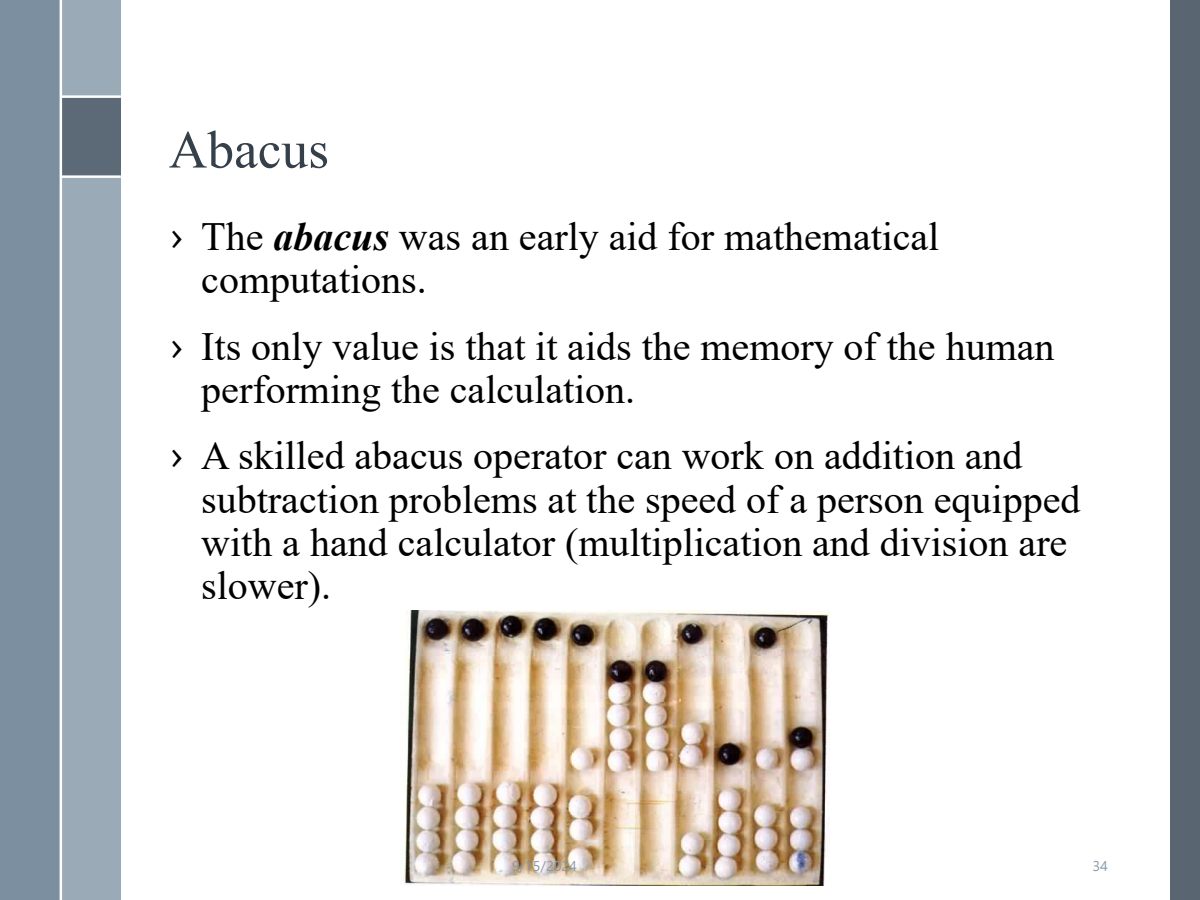 Abacus
› The abacus was an early aid for mathematical
computations.
› Its only value is that it aids the memory of the human
performing the calculation.
› A skilled abacus operator can work on addition and
subtraction problems at the speed of a person equipped
with a hand calculator (multiplication and division are
slower).
34